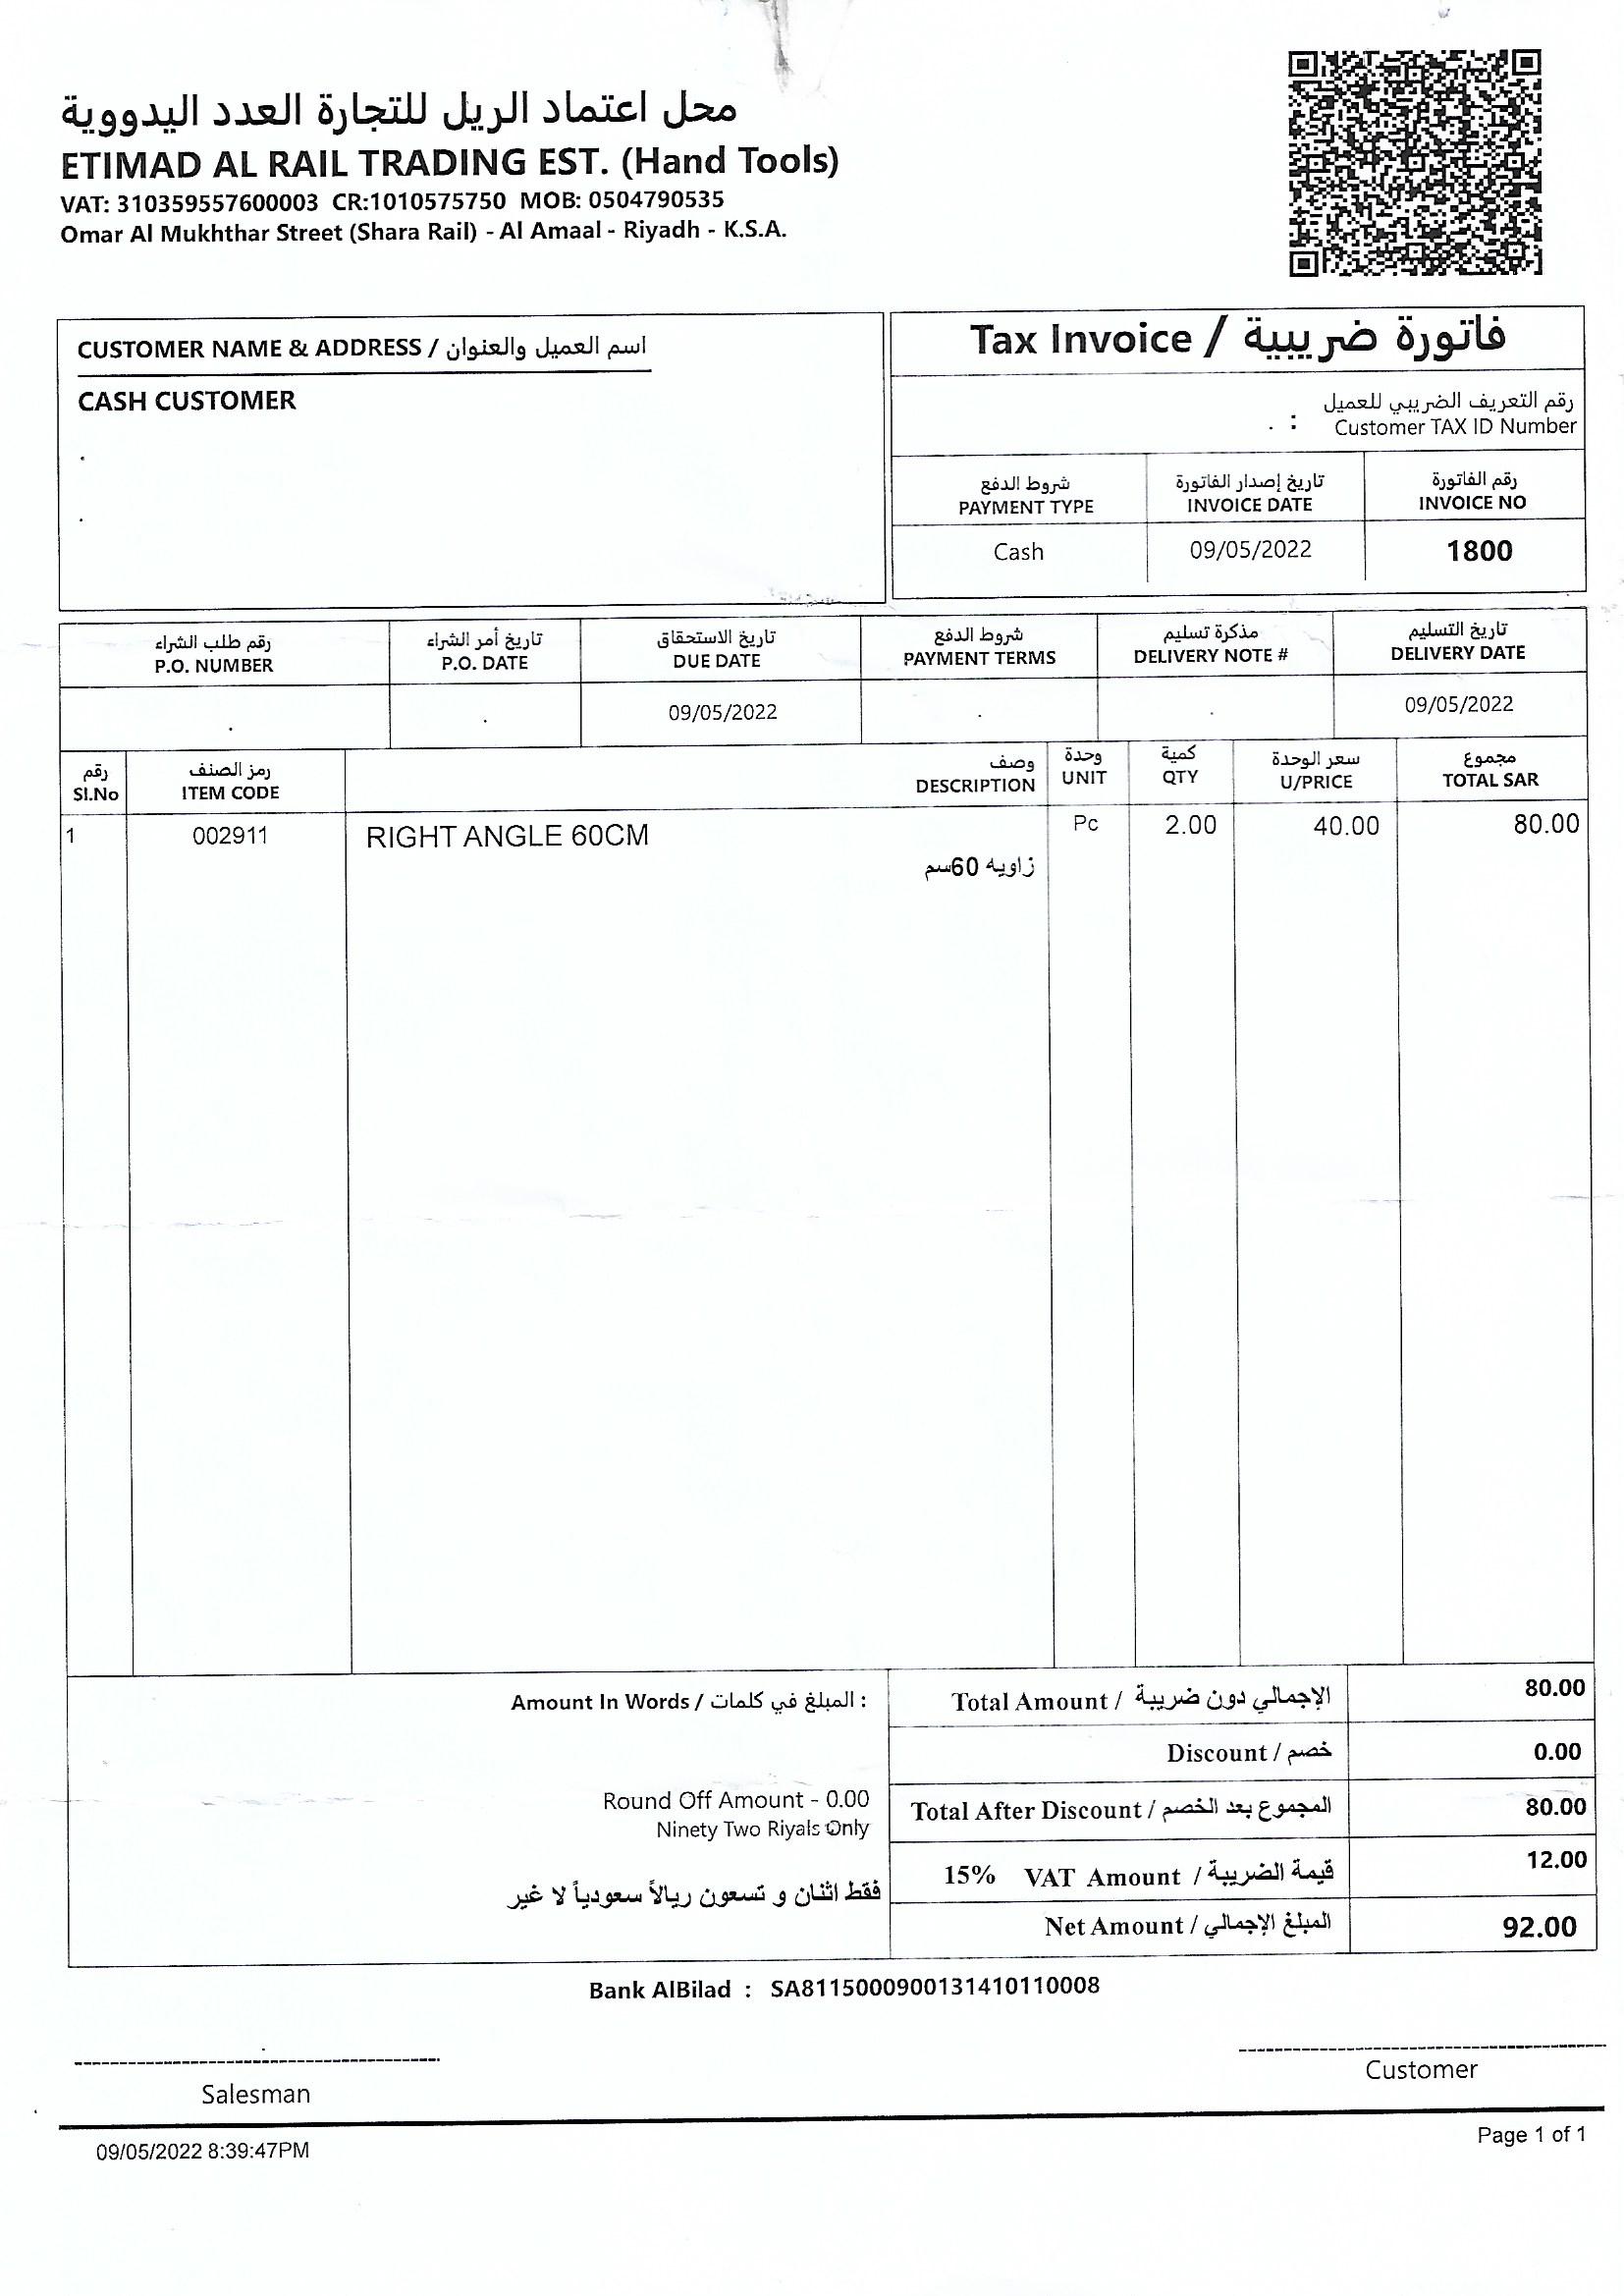 محل اعتماد الريل للتجارة العدد اليدووية
ETIMAD AL RAIL TRADING EST. (Hand Tools)
VAT: 310359557600003 CR:1010575750 MOB: 0504790535
Omar Al Mukhthar Street (Shara Rail) - Al Amaal - Riyadh - K.S.A.
CUSTOMER NAME & ADDRESS / اسم العميل والعنوان
CASH CUSTOMER
.
.
Tax Invoice / فاتورة ضريبية
رقم التعريف الضريبي للعميل
. : Customer TAX ID Number
شروط الدفع تاريخ إصدار الفاتورة رقم الفاتورة
PAYMENT TYPE INVOICE DATE INVOICE NO
Cash 09/05/2022 1800
رقم طلب الشراء تاريخ أمر الشراء تاريخ الاستحقاق شروط الدفع مذكرة تسليم تاريخ التسليم
P.O. NUMBER P.O. DATE DUE DATE PAYMENT TERMS DELIVERY NOTE # DELIVERY DATE
. . 09/05/2022 . . 09/05/2022
رقم رمز الصنف وصف وحدة كمية سعر الوحدة مجموع
SI.No ITEM CODE DESCRIPTION UNIT QTY U/PRICE TOTAL SAR
1 002911 RIGHT ANGLE 60CM Pc 2.00 40.00 80.00
زاويه 60سم
Amount In Words / المبلغ في كلمات :
Round Off Amount - 0.00
Ninety Two Riyals Only
فقط اثنان و تسعون ريالاً سعودياً لا غير
Total Amount / الإجمالي دون ضريبة 80.00
Discount / خصم 0.00
Total After Discount / المجموع بعد الخصم 80.00
15% VAT Amount / قيمة الضريبة 12.00
Net Amount / المبلغ الإجمالي 92.00
Bank AlBilad : SA8115000900131410110008
Salesman
Customer
09/05/2022 8:39:47PM
Page 1 of 1